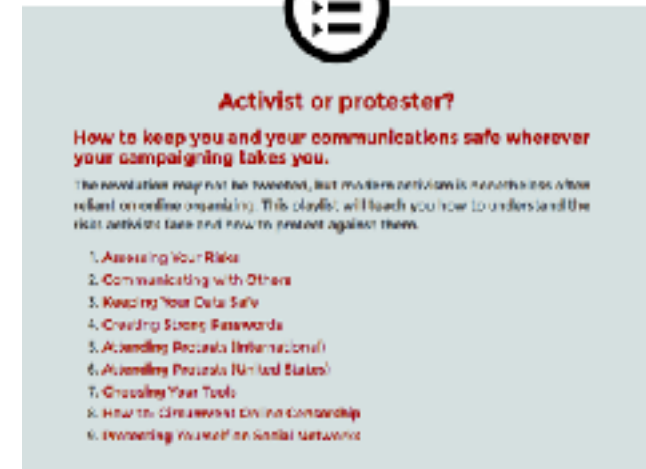 Activist or protester?
How to keep you and your communications safe wherever
your campaigning takes you.
The revolution may not be tweeted, but modern activism is nonetheless often
reliant on online organizing. This playlist will teach you how to understand the
risks activists face and how to protect against them.
1. Assessing Your Risks
2. Communicating with Others
3. Keeping Your Data Safe
4. Creating Strong Passwords
5. Attending Protests (International)
6. Attending Protests (United States)
7. Choosing Your Tools
8. How to: Circumvent Online Censorship
9. Protecting Yourself on Social Networks